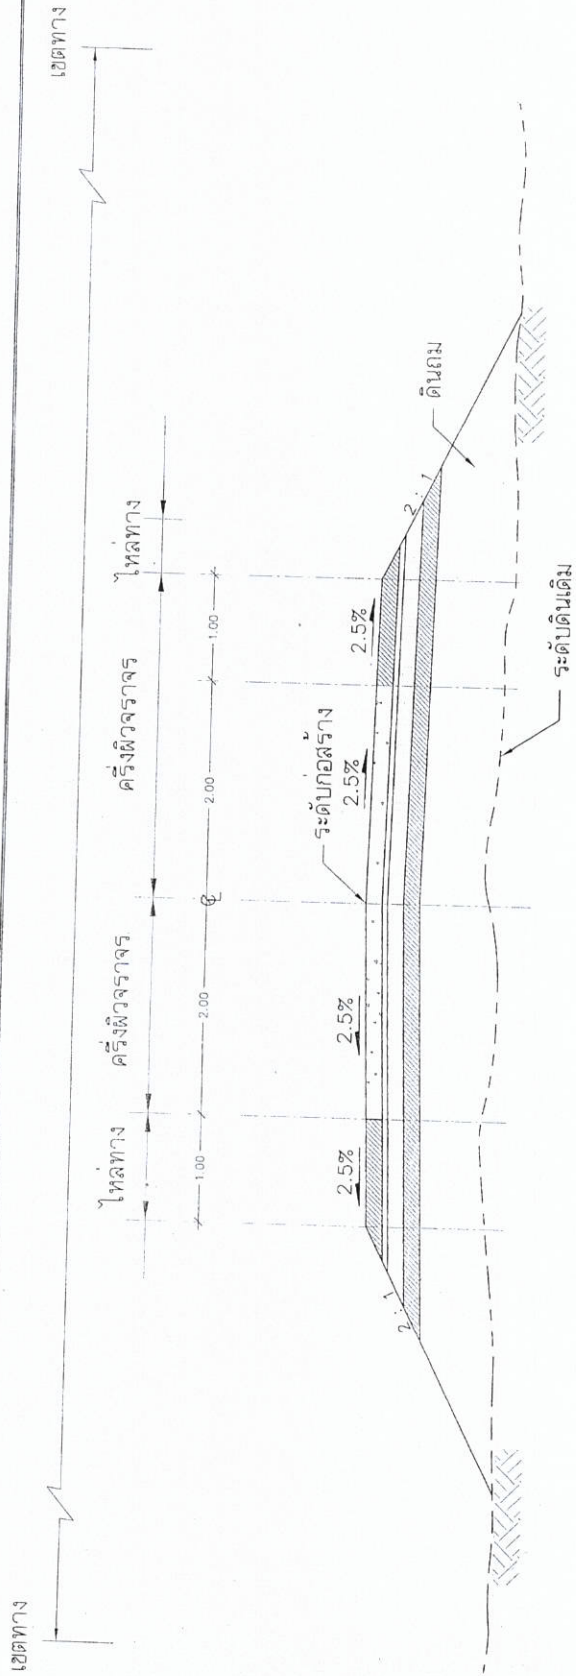 เขตทาง
เขตทาง
ไหล่ทาง
ครึ่งผิวจราจร
ครึ่งผิวจราจร
ไหล่ทาง
1.00
2.00
℄
2.00
1.00
ระดับก่อสร้าง
2.5%
2.5%
2.5%
2.5%
2 : 1
2 : 1
ดินถม
ระดับดินเดิม